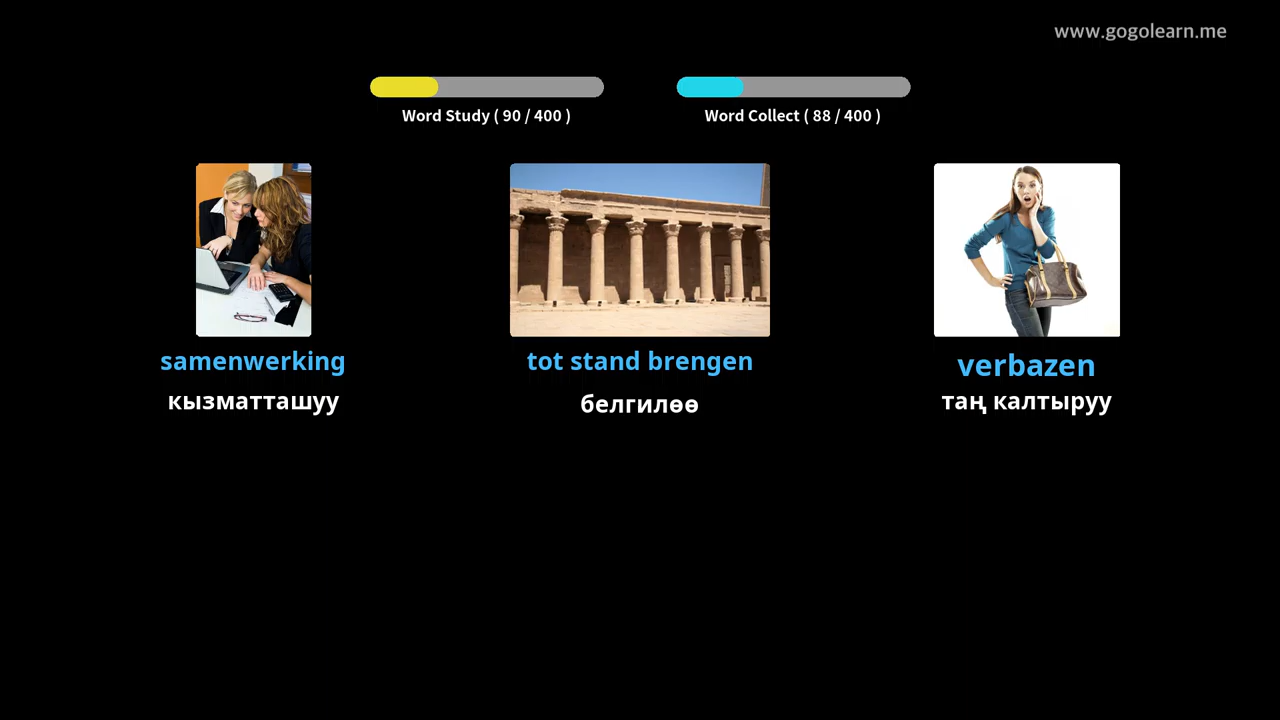 www.gogolearn.me
Word Study ( 90 / 400 )
Word Collect ( 88 / 400 )
samenwerking
tot stand brengen
verbazen
кызматташуу
белгилөө
таң калтыруу